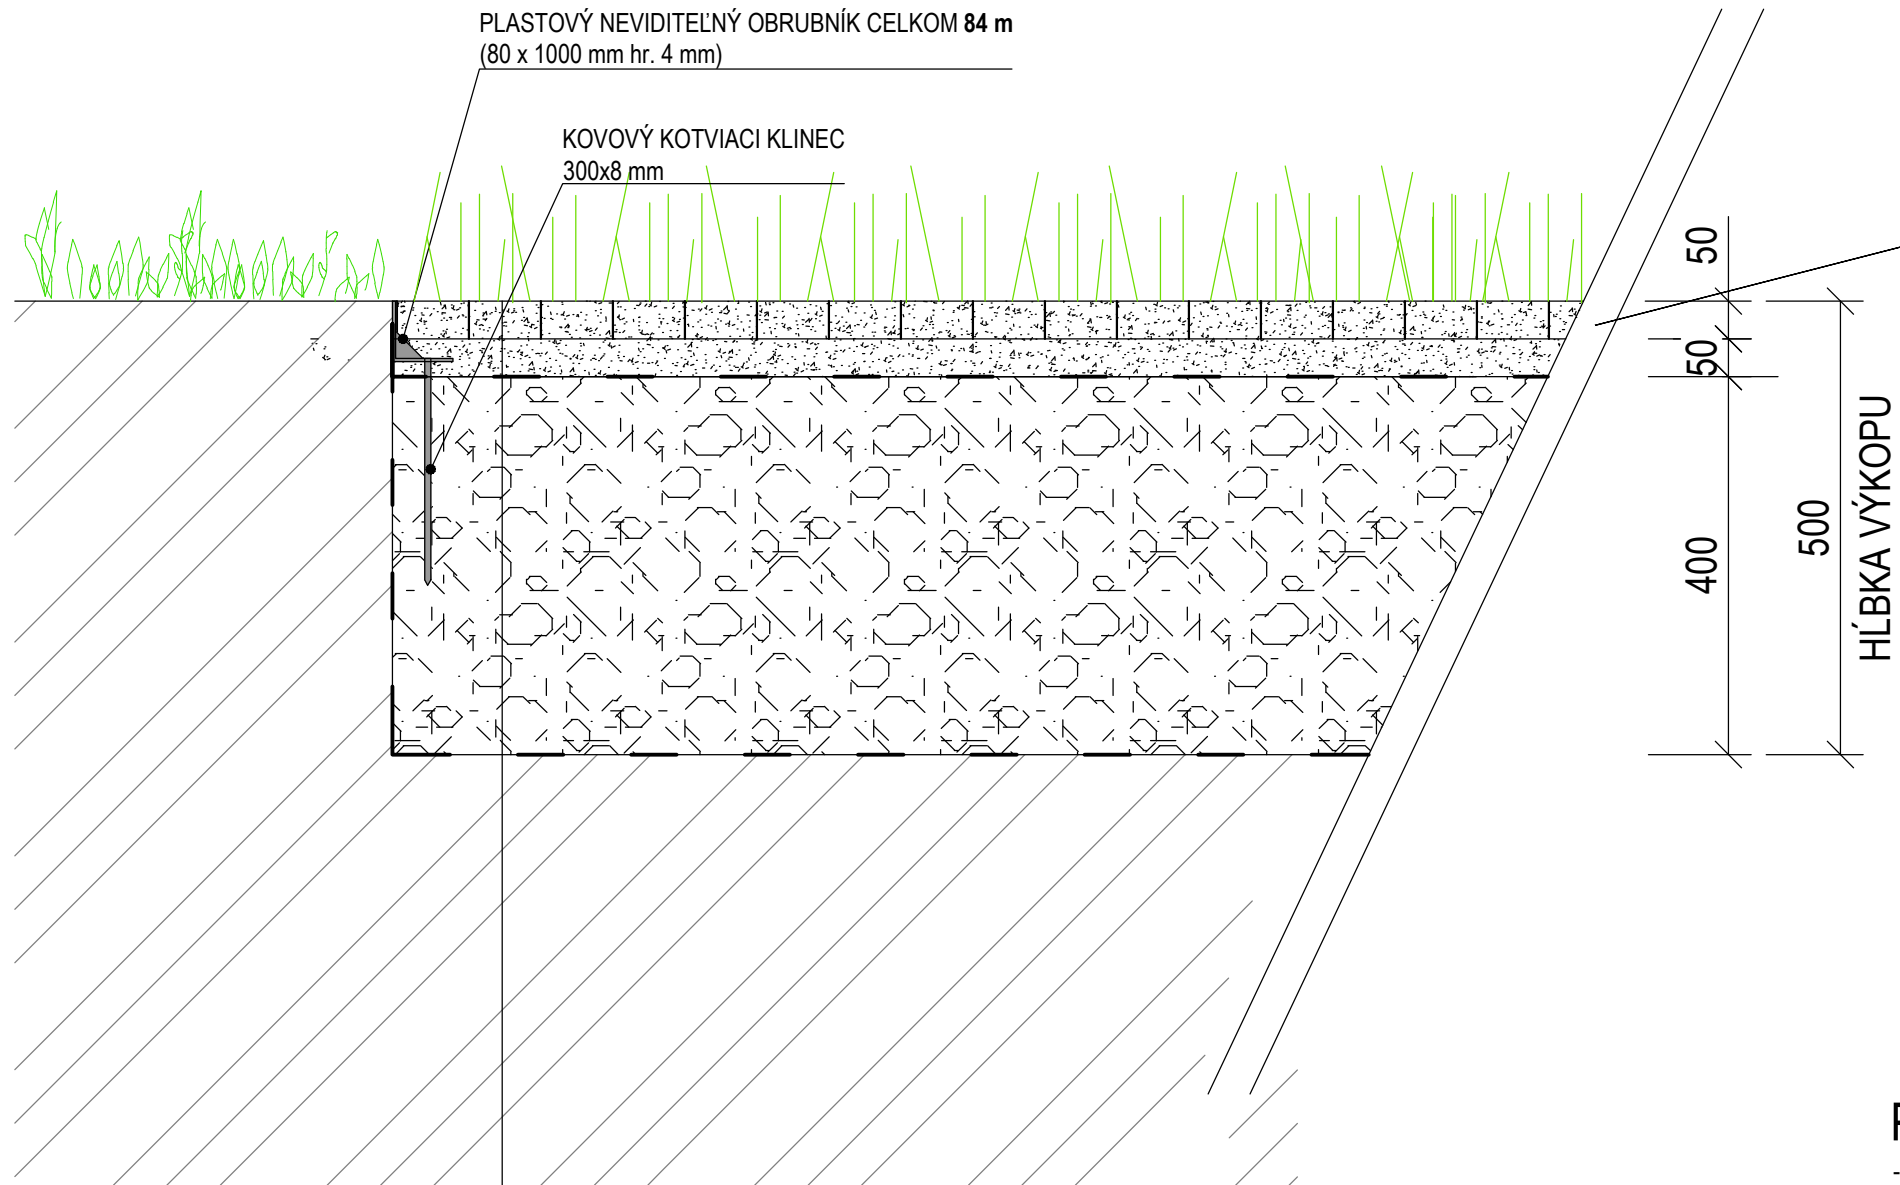 PLASTOVÝ NEVIDITEĽNÝ OBRUBNÍK CELKOM 84 m
(80 x 1000 mm hr. 4 mm)
KOVOVÝ KOTVIACI KLINEC
300x8 mm
50
50
400
500
HĹBKA VÝKOPU